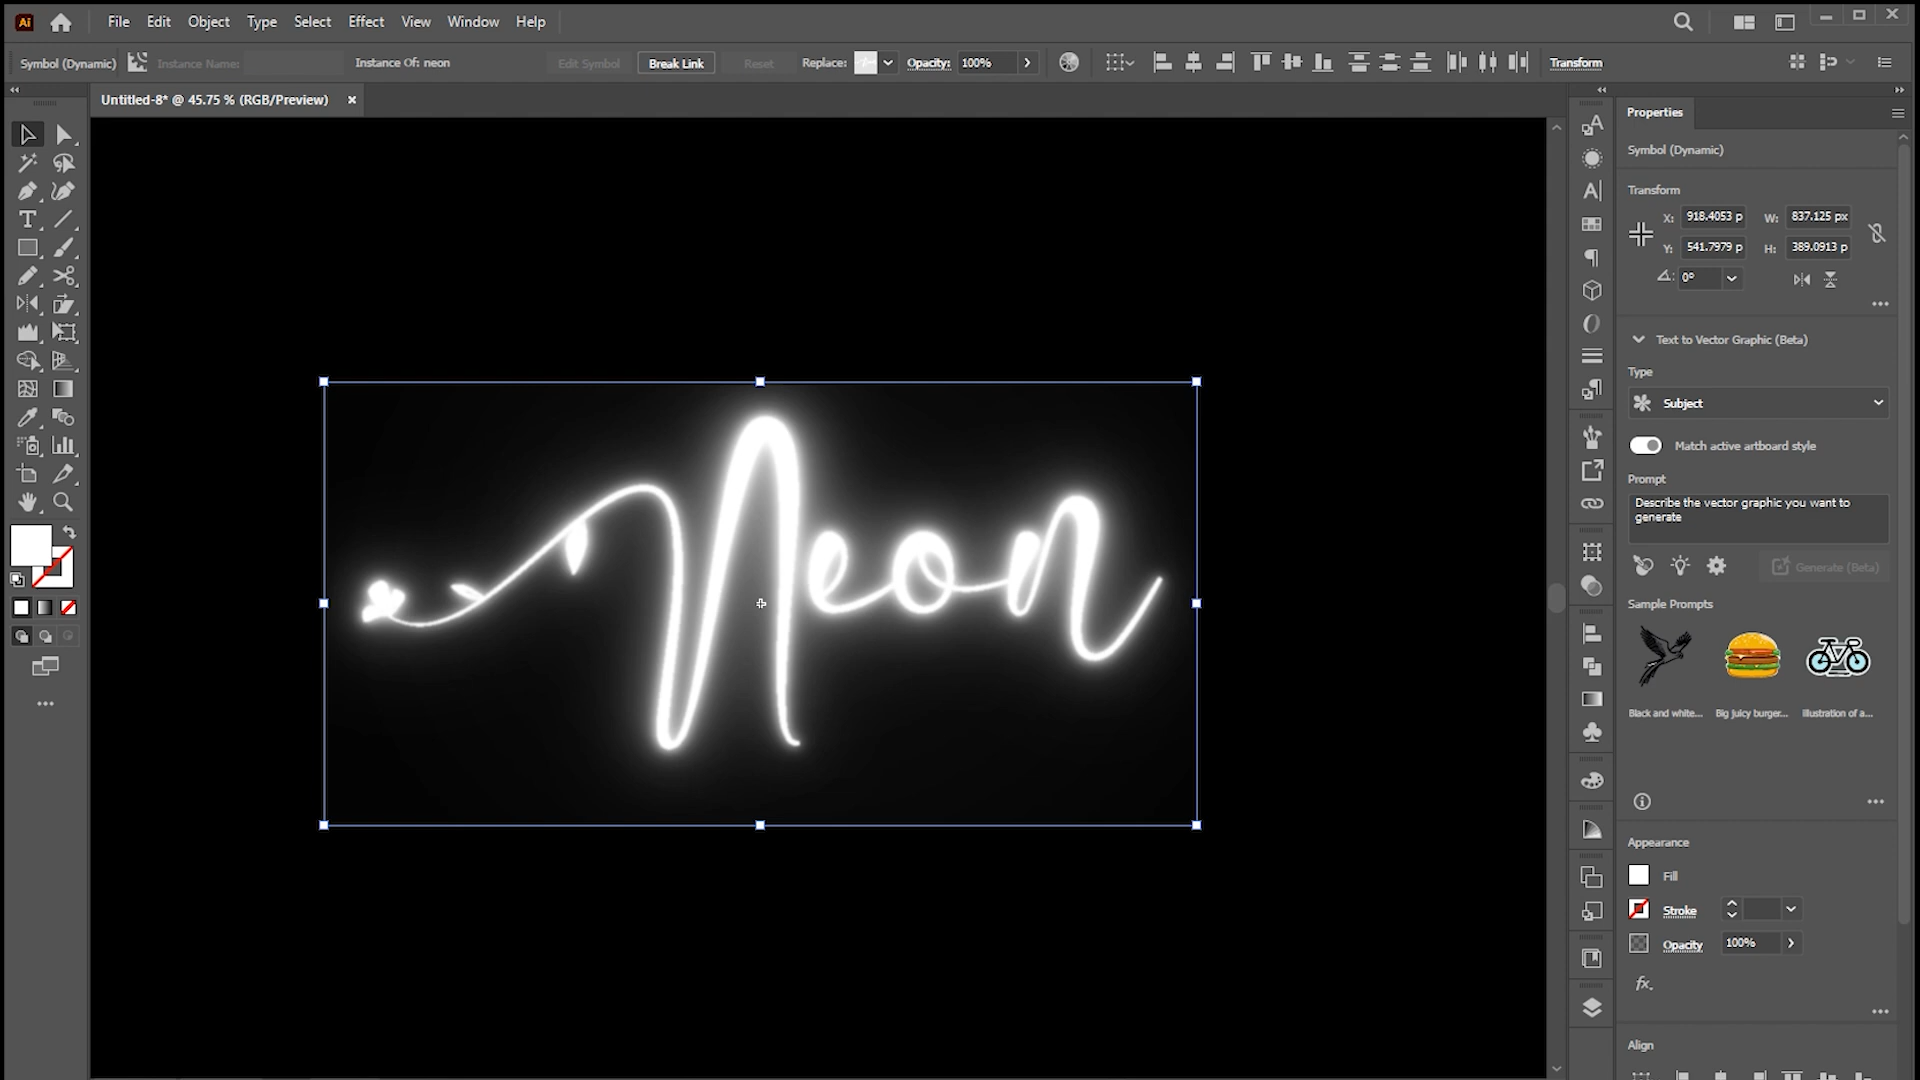 Ai
File Edit Object Type Select Effect View Window Help
Symbol (Dynamic) Instance Name: Instance Of: neon Edit Symbol Break Link Reset Replace: Opacity: 100% Transform
Untitled-8* @ 45.75 % (RGB/Preview)
Properties
Symbol (Dynamic)
Transform
X: 918.4053 p W: 837.125 px
Y: 541.7979 p H: 389.0913 p
0°
Text to Vector Graphic (Beta)
Type
Subject
Match active artboard style
Prompt
Describe the vector graphic you want to
generate
Generate (Beta)
Sample Prompts
Black and white... Big juicy burger... Illustration of a...
Appearance
Fill
Stroke
Opacity 100%
fx.
Align
Neon